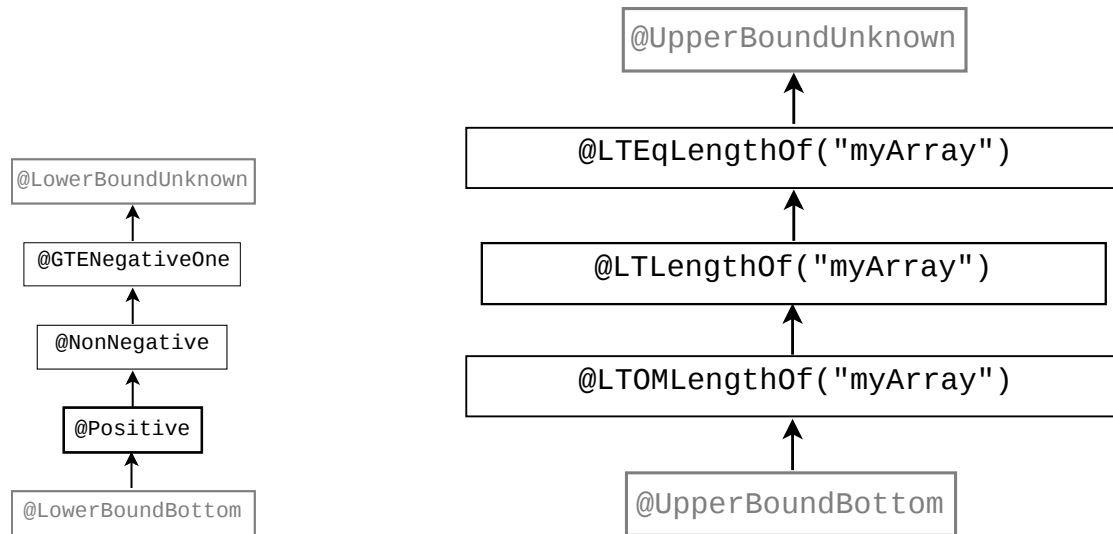 @LowerBoundUnknown
@GTENegativeOne
@NonNegative
@Positive
@LowerBoundBottom
@UpperBoundUnknown
@LTEqLengthOf("myArray")
@LTLengthOf("myArray")
@LTOMLengthOf("myArray")
@UpperBoundBottom